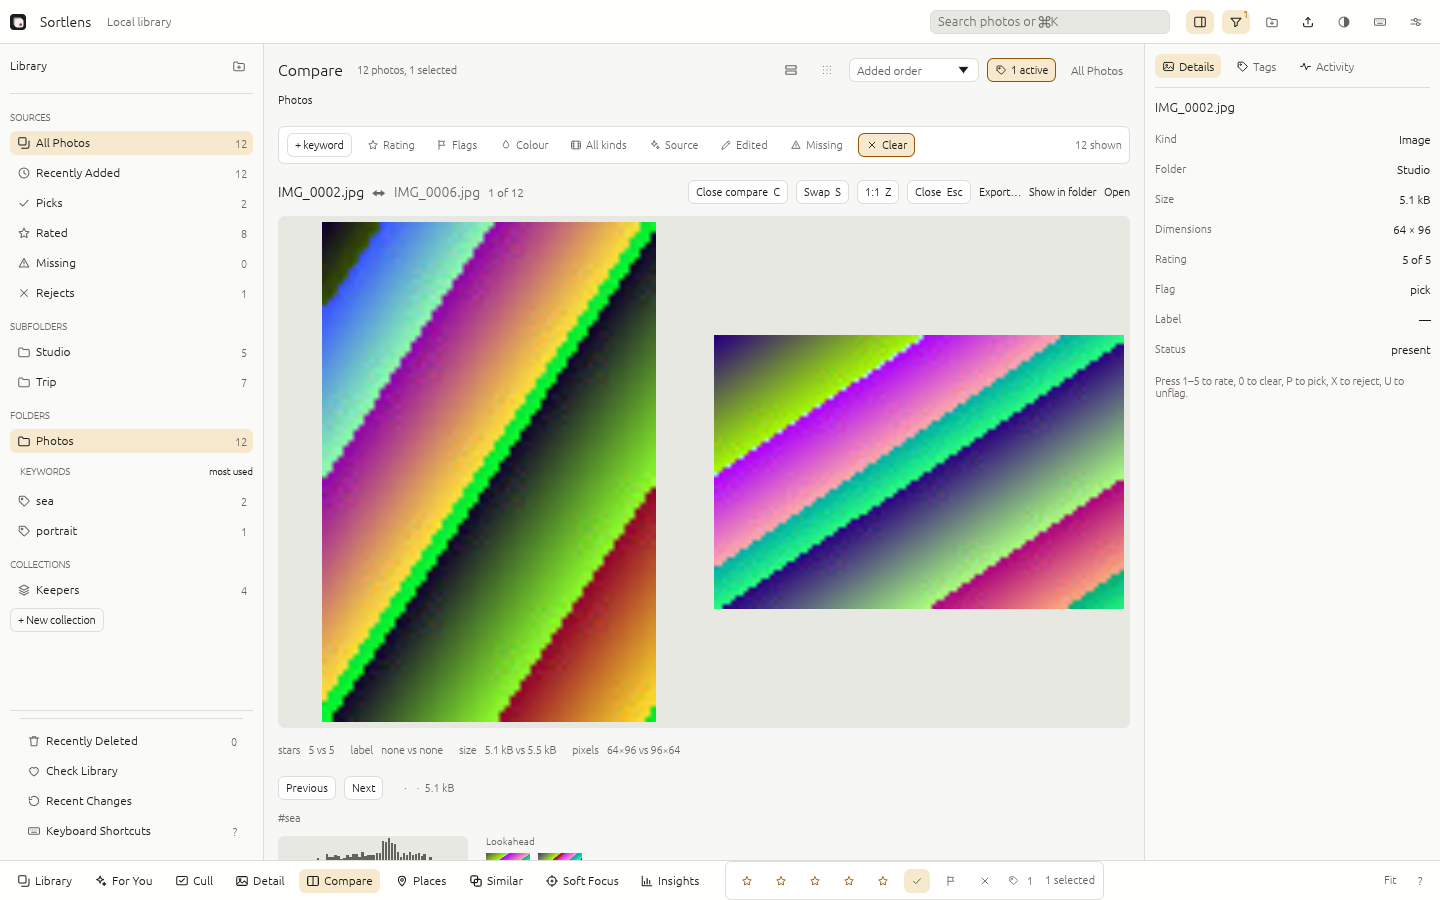 Sortlens Local library Search photos or ⌘K 1
Library
SOURCES
All Photos 12
Recently Added 12
Picks 2
Rated 8
Missing 0
Rejects 1
SUBFOLDERS
Studio 5
Trip 7
FOLDERS
Photos 12
KEYWORDS most used
sea 2
portrait 1
COLLECTIONS
Keepers 4
+ New collection
Recently Deleted 0
Check Library
Recent Changes
Keyboard Shortcuts ?
Compare 12 photos, 1 selected Added order 1 active All Photos
Photos
+ keyword Rating Flags Colour All kinds Source Edited Missing Clear 12 shown
IMG_0002.jpg IMG_0006.jpg 1 of 12 Close compare C Swap S 1:1 Z Close Esc Export… Show in folder Open
stars 5 vs 5 label none vs none size 5.1 kB vs 5.5 kB pixels 64×96 vs 96×64
Previous Next · · 5.1 kB
#sea
Lookahead
Details Tags Activity
IMG_0002.jpg
Kind Image
Folder Studio
Size 5.1 kB
Dimensions 64 × 96
Rating 5 of 5
Flag pick
Label —
Status present
Press 1–5 to rate, 0 to clear, P to pick, X to reject, U to
unflag.
Library For You Cull Detail Compare Places Similar Soft Focus Insights 1 1 selected Fit ?